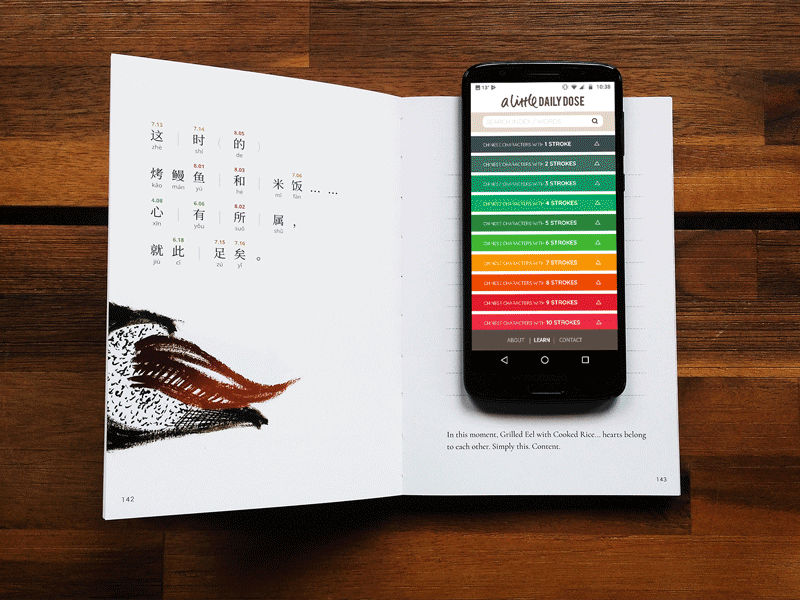 7.13 7.14 8.05
这 | 时 ( 的 )
zhè shí de
8.01 8.03 7.06
烤 鳗 鱼 | 和 | 米 饭 … …
kǎo mán yú hé mǐ fàn
4.08 6.06 8.02
心 | 有 | 所 | 属 ,
xīn yǒu suǒ shǔ
6.18 7.15 7.16
就 此 | 足 矣 。
jiù cǐ zú yǐ
142
13° 10:38
a little DAILY DOSE
SEARCH INDEX / WORDS
CHINESE CHARACTERS WITH 1 STROKE
CHINESE CHARACTERS WITH 2 STROKES
CHINESE CHARACTERS WITH 3 STROKES
CHINESE CHARACTERS WITH 4 STROKES
CHINESE CHARACTERS WITH 5 STROKES
CHINESE CHARACTERS WITH 6 STROKES
CHINESE CHARACTERS WITH 7 STROKES
CHINESE CHARACTERS WITH 8 STROKES
CHINESE CHARACTERS WITH 9 STROKES
CHINESE CHARACTERS WITH 10 STROKES
ABOUT | LEARN | CONTACT
In this moment. Grilled Eel with Cooked Rice... hearts belong
to each other. Simply this. Content.
143